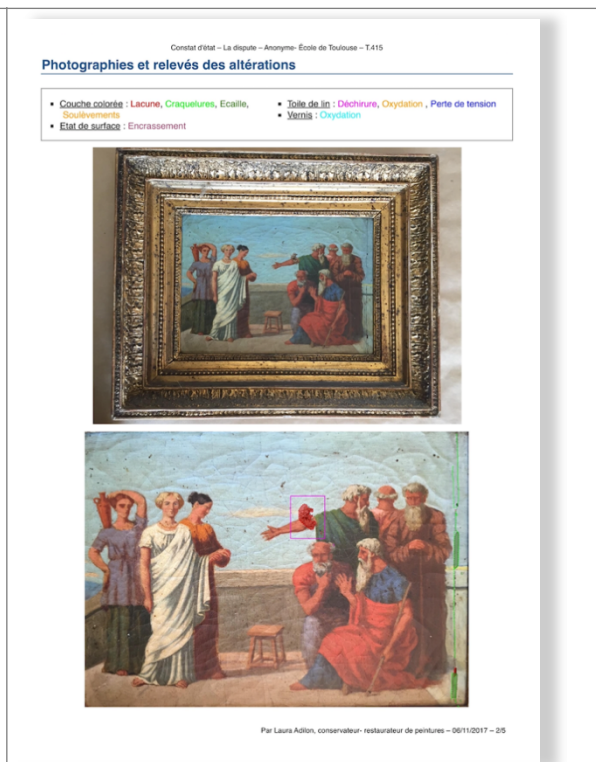 Constat d'état – La dispute – Anonyme- École de Toulouse – T.415
Photographies et relevés des altérations
• Couche colorée : Lacune, Craquelures, Ecaille,
Soulèvements
• Etat de surface : Encrassement
• Toile de lin : Déchirure, Oxydation , Perte de tension
• Vernis : Oxydation
Par Laura Adilon, conservateur- restaurateur de peintures – 06/11/2017 – 2/5